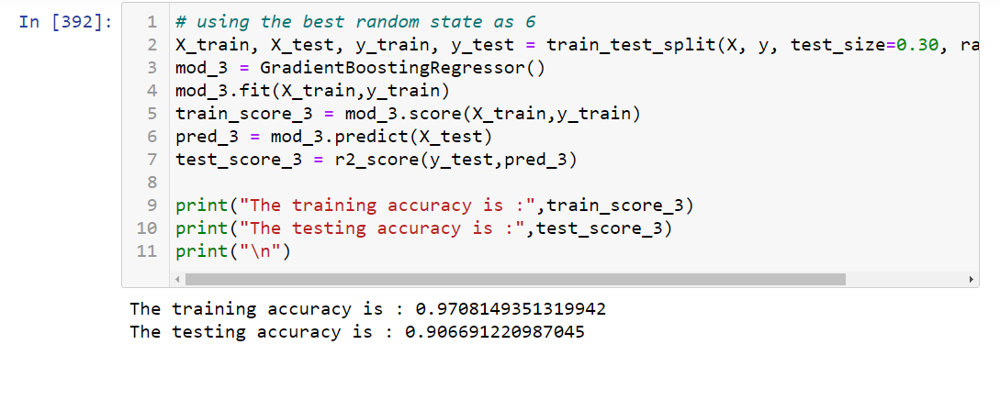 In [392]:
1 # using the best random state as 6
2 X_train, X_test, y_train, y_test = train_test_split(X, y, test_size=0.30, ra
3 mod_3 = GradientBoostingRegressor()
4 mod_3.fit(X_train,y_train)
5 train_score_3 = mod_3.score(X_train,y_train)
6 pred_3 = mod_3.predict(X_test)
7 test_score_3 = r2_score(y_test,pred_3)
8
9 print("The training accuracy is :",train_score_3)
10 print("The testing accuracy is :",test_score_3)
11 print("\n")
The training accuracy is : 0.9708149351319942
The testing accuracy is : 0.906691220987045